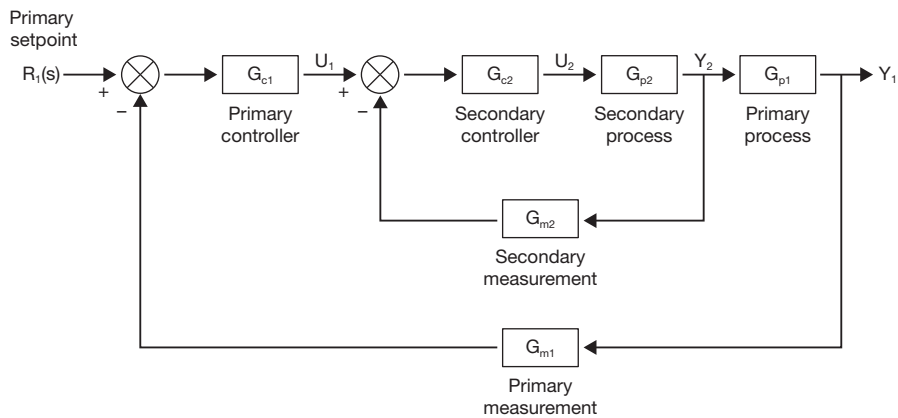 Primary
setpoint
R1(s)
+
−
Gc1
Primary
controller
U1
+
−
Gc2
Secondary
controller
U2
Gp2
Secondary
process
Y2
Gp1
Primary
process
Y1
Gm2
Secondary
measurement
Gm1
Primary
measurement